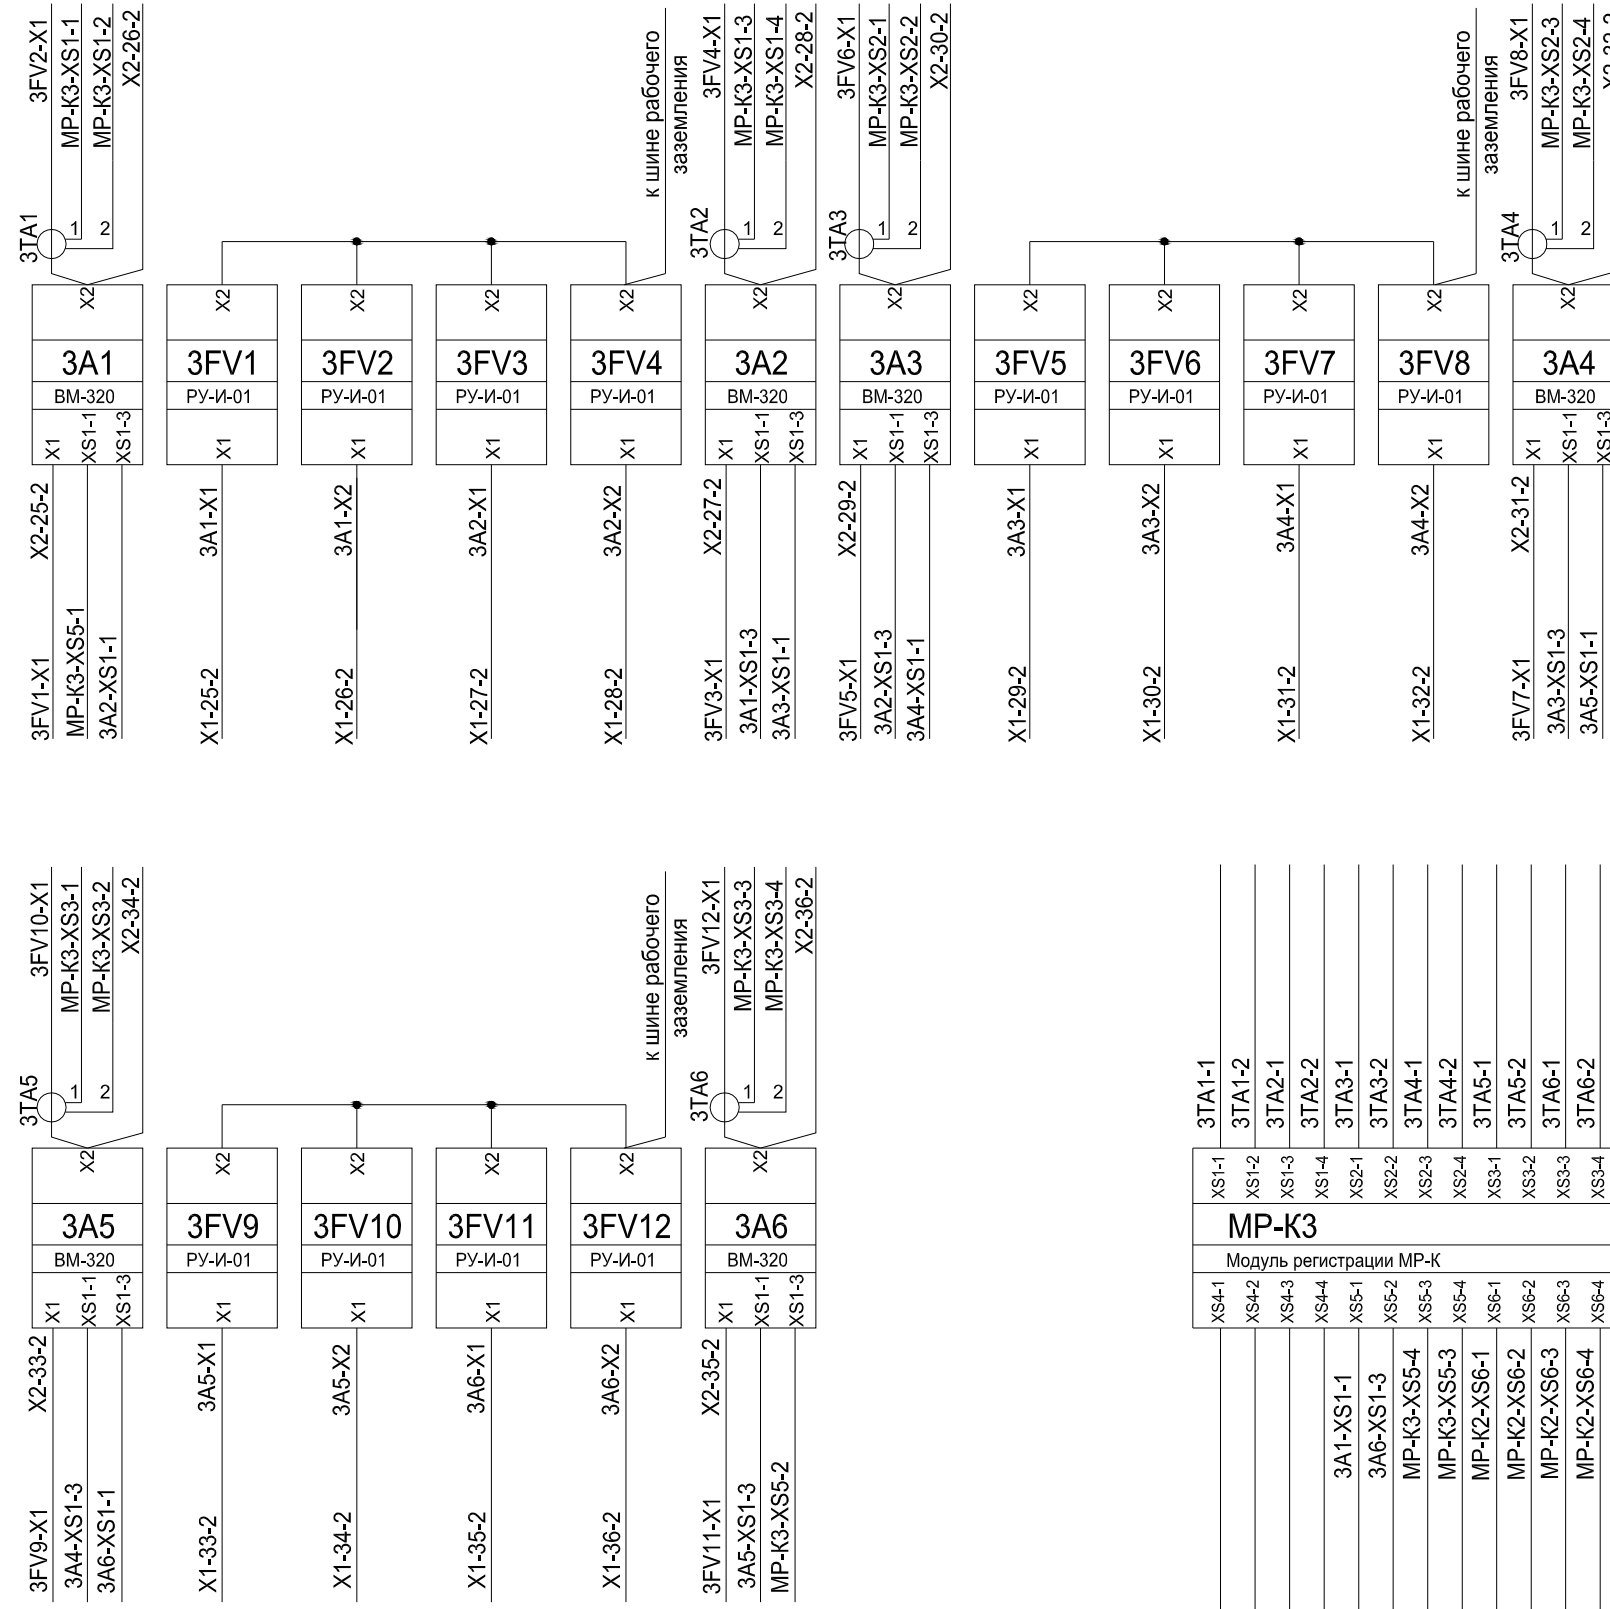 3FV2-X1
МР-К3-XS1-1
МР-К3-XS1-2
X2-26-2
к шине рабочего
заземления
3FV4-X1
МР-К3-XS1-3
МР-К3-XS1-4
X2-28-2
3FV6-X1
МР-К3-XS2-1
МР-К3-XS2-2
X2-30-2
к шине рабочего
заземления
3FV8-X1
МР-К3-XS2-3
МР-К3-XS2-4
3TA1
1
2
3TA2
1
2
3TA3
1
2
3TA4
1
2
X2
X2
X2
X2
X2
X2
X2
X2
X2
X2
X2
X2
3A1
3FV1
3FV2
3FV3
3FV4
3A2
3A3
3FV5
3FV6
3FV7
3FV8
3A4
ВМ-320
РУ-И-01
РУ-И-01
РУ-И-01
РУ-И-01
ВМ-320
ВМ-320
РУ-И-01
РУ-И-01
РУ-И-01
РУ-И-01
ВМ-320
X1
XS1-1
XS1-3
X1
X1
X1
X1
X1
XS1-1
XS1-3
X1
XS1-1
XS1-3
X1
X1
X1
X1
X1
XS1-1
XS1-3
X2-25-2
3A1-X1
3A1-X2
3A2-X1
3A2-X2
X2-27-2
X2-29-2
3A3-X1
3A3-X2
3A4-X1
3A4-X2
X2-31-2
3FV1-X1
МР-К3-XS5-1
3A2-XS1-1
X1-25-2
X1-26-2
X1-27-2
X1-28-2
3FV3-X1
3A1-XS1-3
3A3-XS1-1
3FV5-X1
3A2-XS1-3
3A4-XS1-1
X1-29-2
X1-30-2
X1-31-2
X1-32-2
3FV7-X1
3A3-XS1-3
3A5-XS1-1
3FV10-X1
МР-К3-XS3-1
МР-К3-XS3-2
X2-34-2
к шине рабочего
заземления
3FV12-X1
МР-К3-XS3-3
МР-К3-XS3-4
X2-36-2
3TA5
1
2
3TA6
1
2
3TA1-1
3TA1-2
3TA2-1
3TA2-2
3TA3-1
3TA3-2
3TA4-1
3TA4-2
3TA5-1
3TA5-2
3TA6-1
3TA6-2
X2
X2
X2
X2
X2
X2
XS1-1
XS1-2
XS1-3
XS1-4
XS2-1
XS2-2
XS2-3
XS2-4
XS3-1
XS3-2
XS3-3
XS3-4
3A5
3FV9
3FV10
3FV11
3FV12
3A6
МР-К3
ВМ-320
РУ-И-01
РУ-И-01
РУ-И-01
РУ-И-01
ВМ-320
Модуль регистрации МР-К
X1
XS1-1
XS1-3
X1
X1
X1
X1
X1
XS1-1
XS1-3
XS4-1
XS4-2
XS4-3
XS4-4
XS5-1
XS5-2
XS5-3
XS5-4
XS6-1
XS6-2
XS6-3
XS6-4
X2-33-2
3A5-X1
3A5-X2
3A6-X1
3A6-X2
X2-35-2
3A1-XS1-1
3A6-XS1-3
МР-К3-XS5-4
МР-К3-XS5-3
МР-К2-XS6-1
МР-К2-XS6-2
МР-К2-XS6-3
МР-К2-XS6-4
3FV9-X1
3A4-XS1-3
3A6-XS1-1
X1-33-2
X1-34-2
X1-35-2
X1-36-2
3FV11-X1
3A5-XS1-3
МР-К3-XS5-2